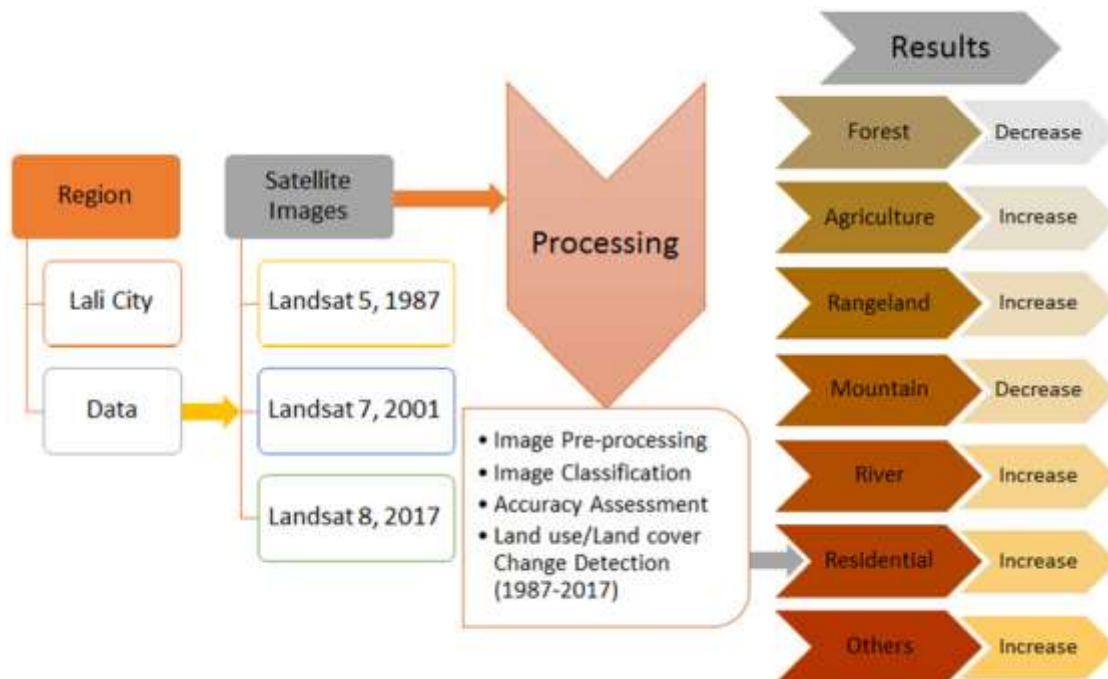 Region
Lali City
Data
Satellite
Images
Landsat 5, 1987
Landsat 7, 2001
Landsat 8, 2017
Processing
• Image Pre-processing
• Image Classification
• Accuracy Assessment
• Land use/Land cover
Change Detection
(1987-2017)
Results
Forest Decrease
Agriculture Increase
Rangeland Increase
Mountain Decrease
River Increase
Residential Increase
Others Increase